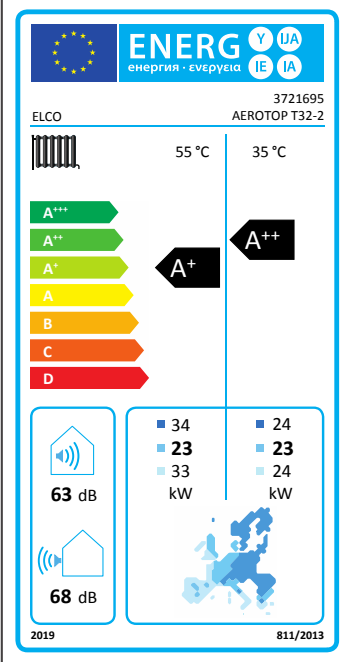 ENERG Y IJA
енергия · ενεργεια IE IA
3721695
ELCO AEROTOP T32-2
55 °C 35 °C
A+++
A++
A+
A
B
C
D
A+
A++
34 24
23 23
33 24
kW kW
63 dB
68 dB
2019 811/2013